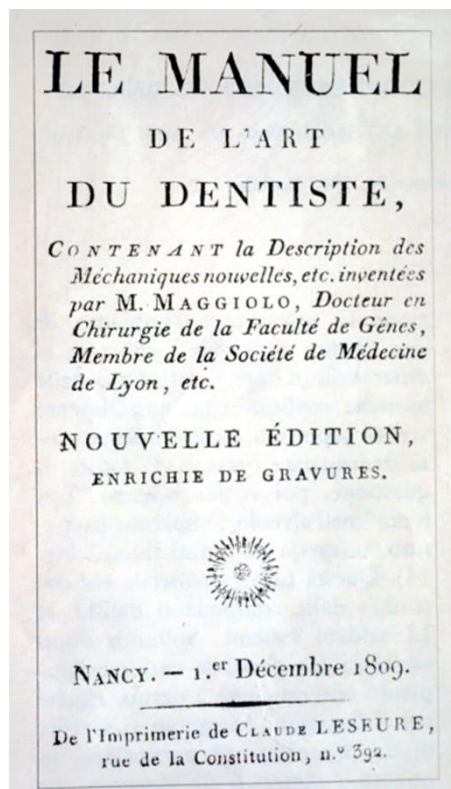 LE MANUEL
DE L'ART
DU DENTISTE,
CONTENANT la Description des
Méchaniques nouvelles, etc. inventées
par M. MAGGIOLO, Docteur en
Chirurgie de la Faculté de Gênes,
Membre de la Société de Médecine
de Lyon, etc.
NOUVELLE ÉDITION,
ENRICHIE DE GRAVURES.
NANCY. — 1.er Décembre 1809.
De l'Imprimerie de CLAUDE LESEURE,
rue de la Constitution, n.º 392.